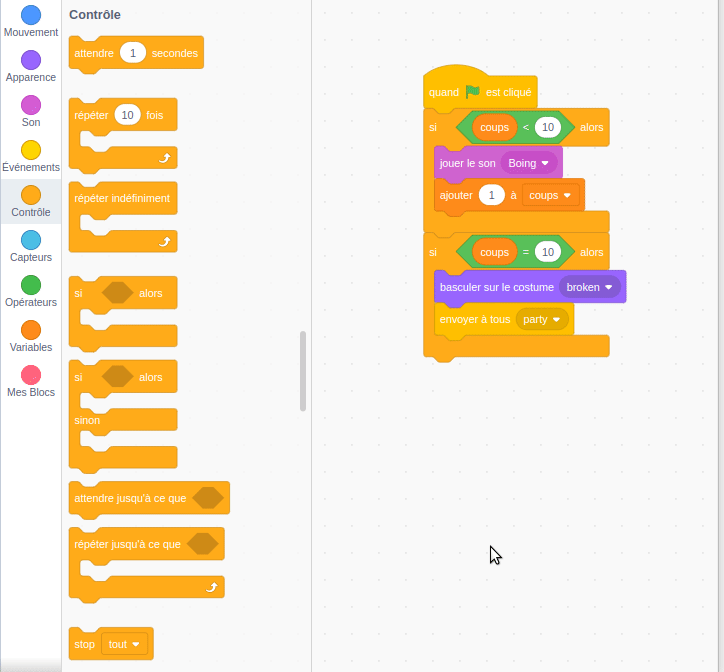 Mouvement
Apparence
Son
Événements
Contrôle
Capteurs
Opérateurs
Variables
Mes Blocs
Contrôle
attendre 1 secondes
répéter 10 fois
répéter indéfiniment
si alors
si alors
sinon
attendre jusqu'à ce que
répéter jusqu'à ce que
stop tout
quand est cliqué
si coups < 10 alors
jouer le son Boing
ajouter 1 à coups
si coups = 10 alors
basculer sur le costume broken
envoyer à tous party